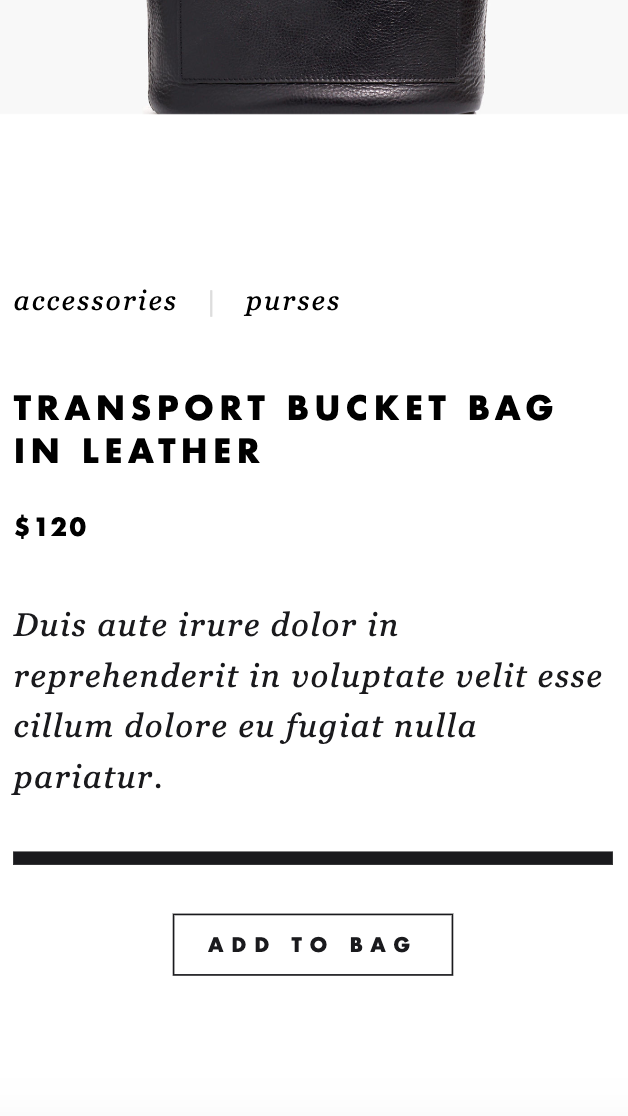 accessories | purses
TRANSPORT BUCKET BAG
IN LEATHER
$120
Duis aute irure dolor in
reprehenderit in voluptate velit esse
cillum dolore eu fugiat nulla
pariatur.
ADD TO BAG